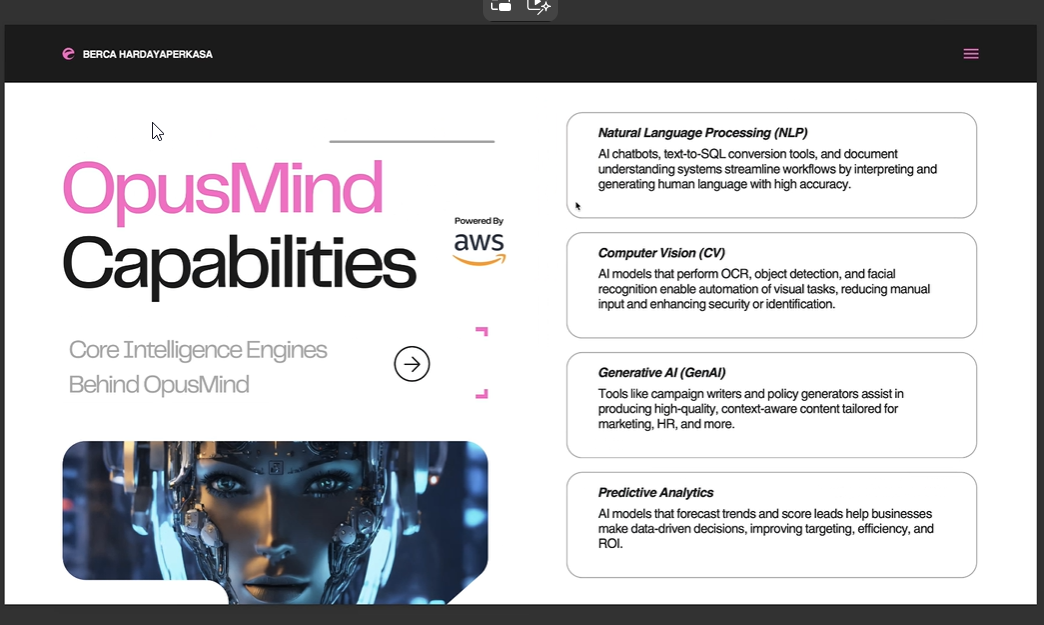 BERCA HARDAYAPERKASA
OpusMind
Capabilities
Powered By
aws
Core Intelligence Engines
Behind OpusMind
Natural Language Processing (NLP)
AI chatbots, text-to-SQL conversion tools, and document
understanding systems streamline workflows by interpreting and
generating human language with high accuracy.
Computer Vision (CV)
AI models that perform OCR, object detection, and facial
recognition enable automation of visual tasks, reducing manual
input and enhancing security or identification.
Generative AI (GenAI)
Tools like campaign writers and policy generators assist in
producing high-quality, context-aware content tailored for
marketing, HR, and more.
Predictive Analytics
AI models that forecast trends and score leads help businesses
make data-driven decisions, improving targeting, efficiency, and
ROI.